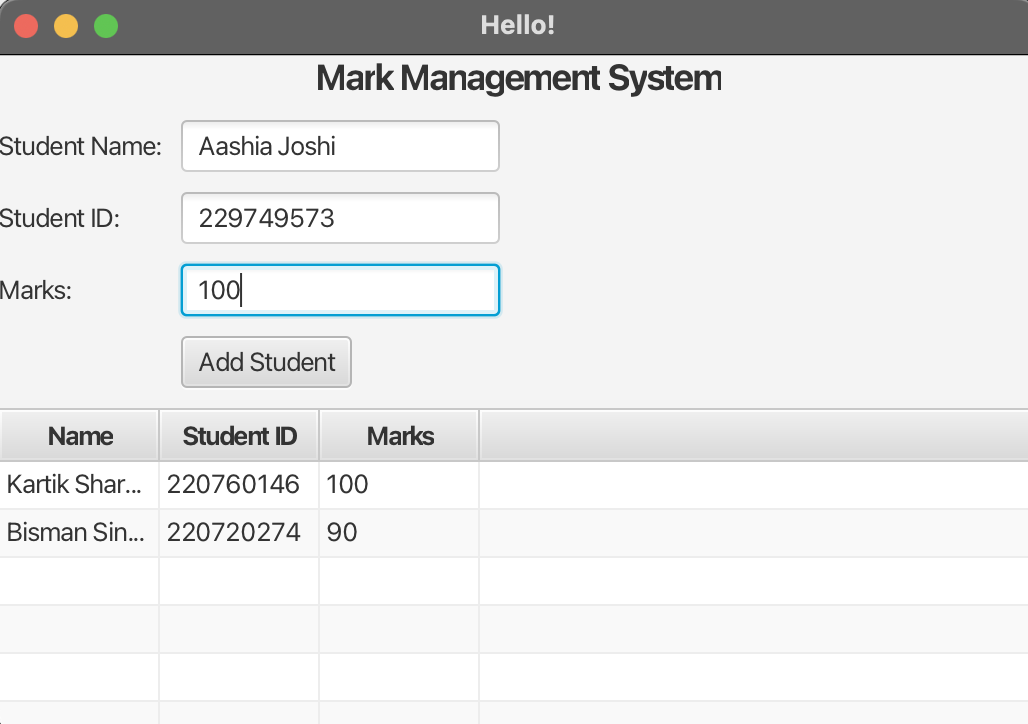 Hello!
Mark Management System
Student Name: Aashia Joshi
Student ID: 229749573
Marks: 100
Add Student
Name Student ID Marks
Kartik Shar... 220760146 100
Bisman Sin... 220720274 90